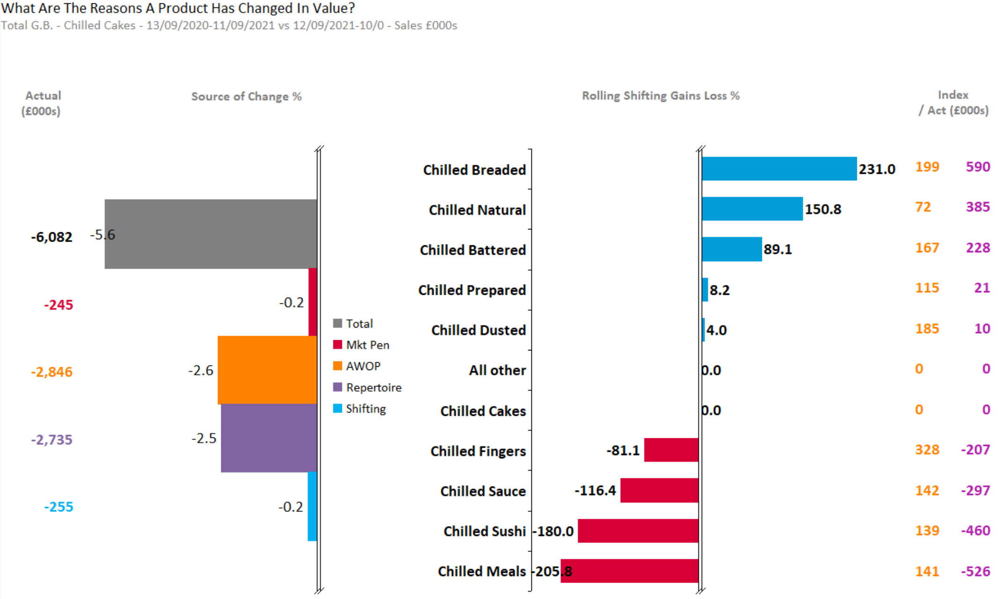 What Are The Reasons A Product Has Changed In Value?
Total G.B. - Chilled Cakes - 13/09/2020-11/09/2021 vs 12/09/2021-10/0 - Sales £000s
Actual
(£000s)
Source of Change %
-6,082 -5.6
-245 -0.2
-2,846 -2.6
-2,735 -2.5
-255 -0.2
Total
Mkt Pen
AWOP
Repertoire
Shifting
Rolling Shifting Gains Loss %
Index
/ Act (£000s)
Chilled Breaded 231.0 199 590
Chilled Natural 150.8 72 385
Chilled Battered 89.1 167 228
Chilled Prepared 8.2 115 21
Chilled Dusted 4.0 185 10
All other 0.0 0 0
Chilled Cakes 0.0 0 0
Chilled Fingers -81.1 328 -207
Chilled Sauce -116.4 142 -297
Chilled Sushi -180.0 139 -460
Chilled Meals -205.8 141 -526